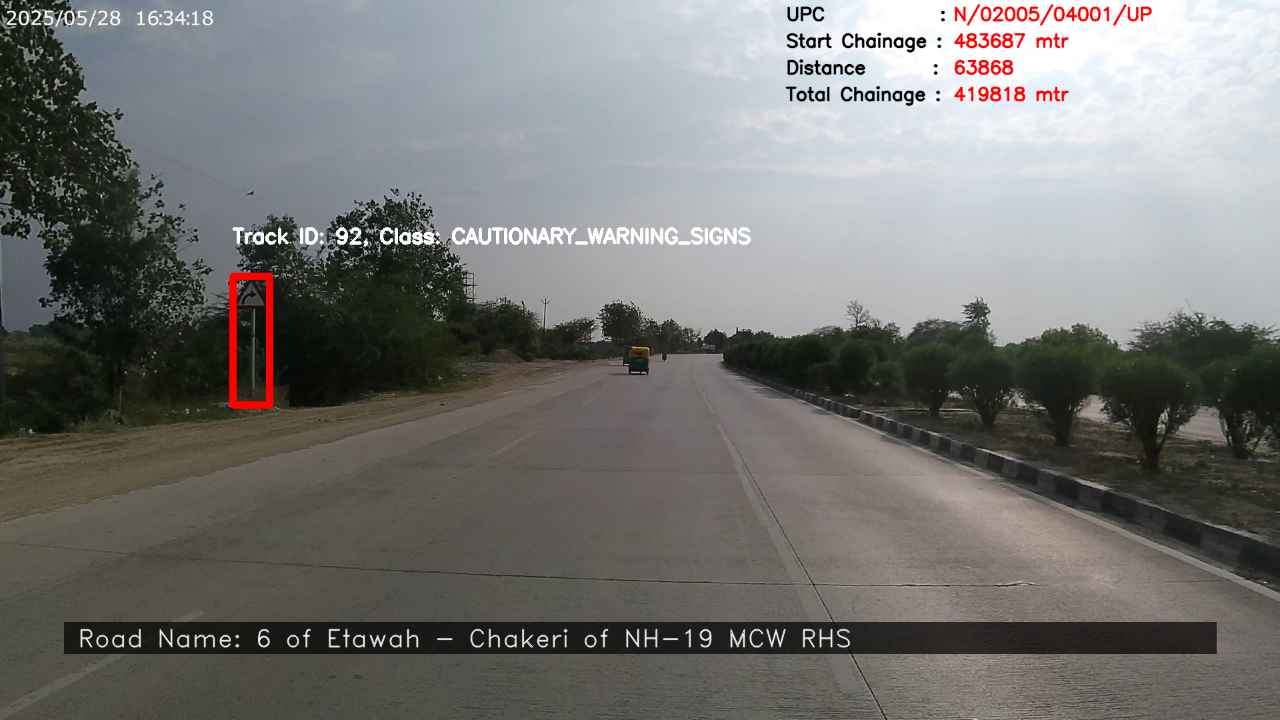 2025/05/28 16:34:18
UPC : N/02005/04001/UP
Start Chainage : 483687 mtr
Distance : 63868
Total Chainage : 419818 mtr
Track ID: 92, Class: CAUTIONARY_WARNING_SIGNS
Road Name: 6 of Etawah - Chakeri of NH-19 MCW RHS